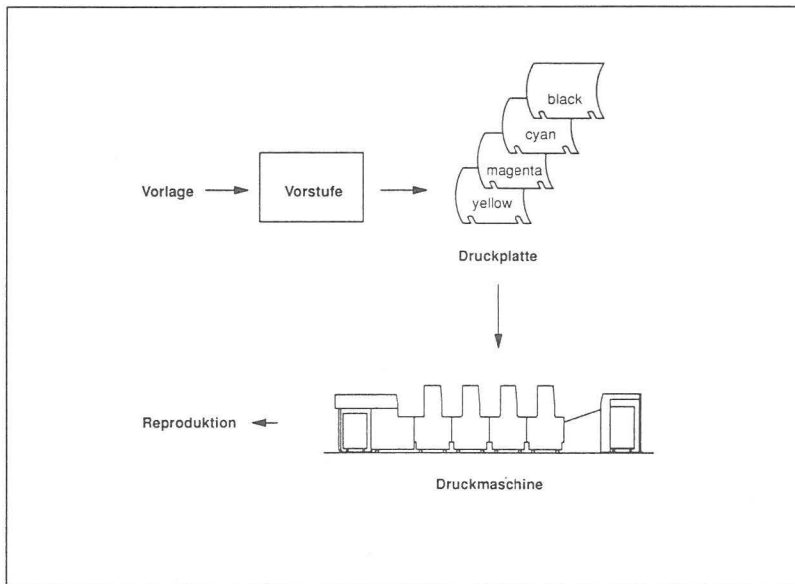 black
cyan
magenta
yellow
Vorlage
Vorstufe
Druckplatte
Reproduktion
Druckmaschine